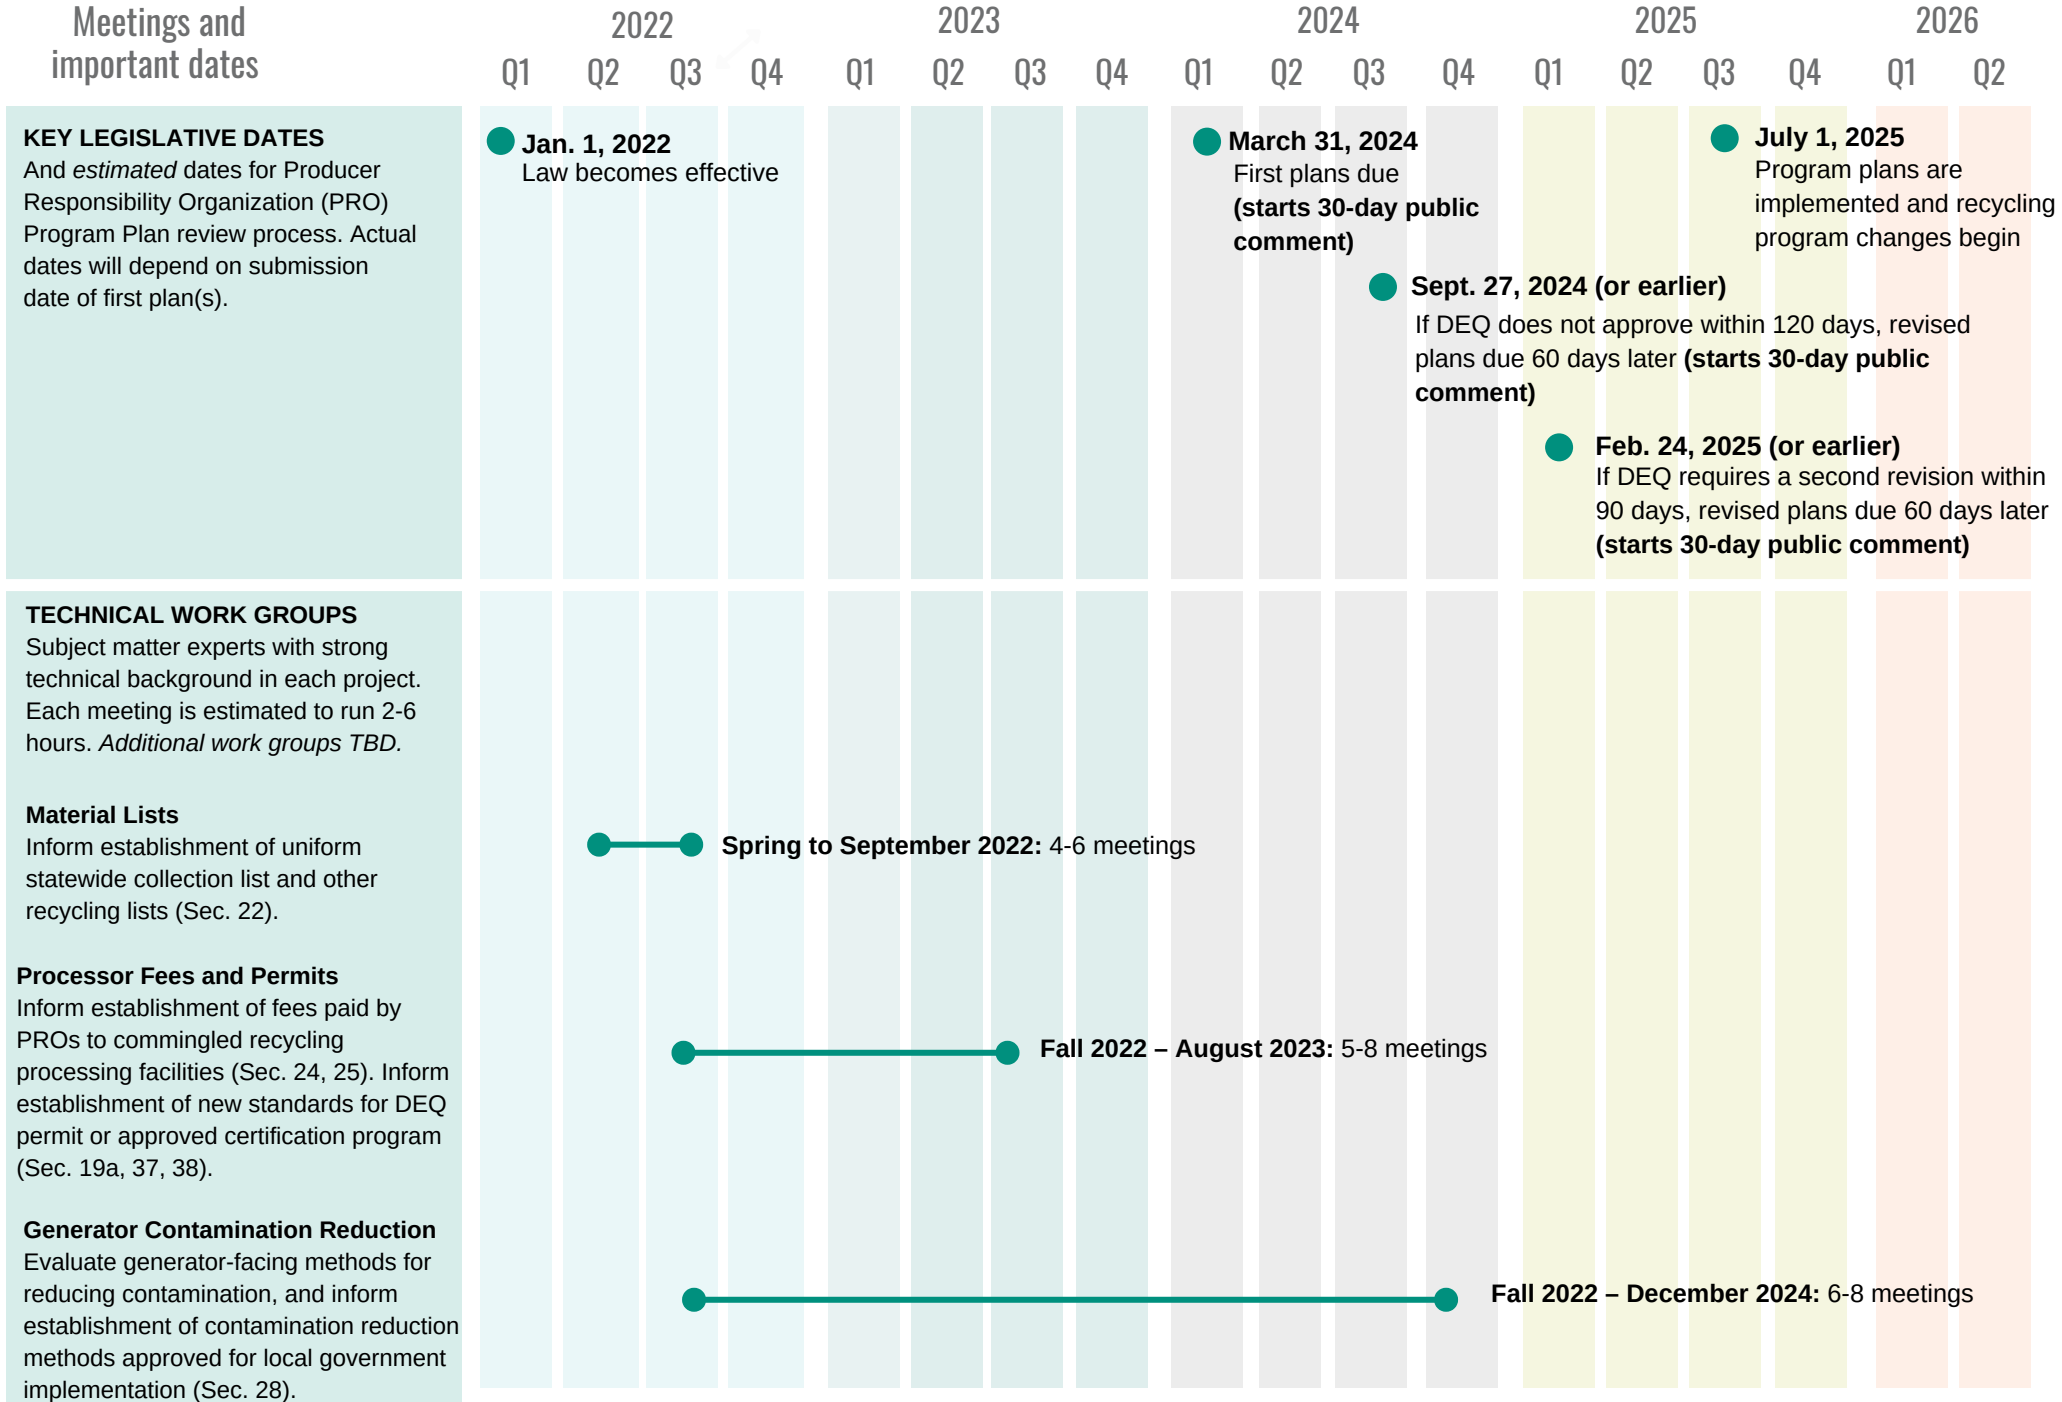 Meetings and
important dates
2022
2023
2024
2025
2026
Q1 Q2 Q3 Q4 Q1 Q2 Q3 Q4 Q1 Q2 Q3 Q4 Q1 Q2 Q3 Q4 Q1 Q2
KEY LEGISLATIVE DATES
And estimated dates for Producer
Responsibility Organization (PRO)
Program Plan review process. Actual
dates will depend on submission
date of first plan(s).
Jan. 1, 2022
Law becomes effective
March 31, 2024
First plans due
(starts 30-day public
comment)
July 1, 2025
Program plans are
implemented and recycling
program changes begin
Sept. 27, 2024 (or earlier)
If DEQ does not approve within 120 days, revised
plans due 60 days later (starts 30-day public
comment)
Feb. 24, 2025 (or earlier)
If DEQ requires a second revision within
90 days, revised plans due 60 days later
(starts 30-day public comment)
TECHNICAL WORK GROUPS
Subject matter experts with strong
technical background in each project.
Each meeting is estimated to run 2-6
hours. Additional work groups TBD.
Material Lists
Inform establishment of uniform
statewide collection list and other
recycling lists (Sec. 22).
Spring to September 2022: 4-6 meetings
Processor Fees and Permits
Inform establishment of fees paid by
PROs to commingled recycling
processing facilities (Sec. 24, 25). Inform
establishment of new standards for DEQ
permit or approved certification program
(Sec. 19a, 37, 38).
Fall 2022 – August 2023: 5-8 meetings
Generator Contamination Reduction
Evaluate generator-facing methods for
reducing contamination, and inform
establishment of contamination reduction
methods approved for local government
implementation (Sec. 28).
Fall 2022 – December 2024: 6-8 meetings